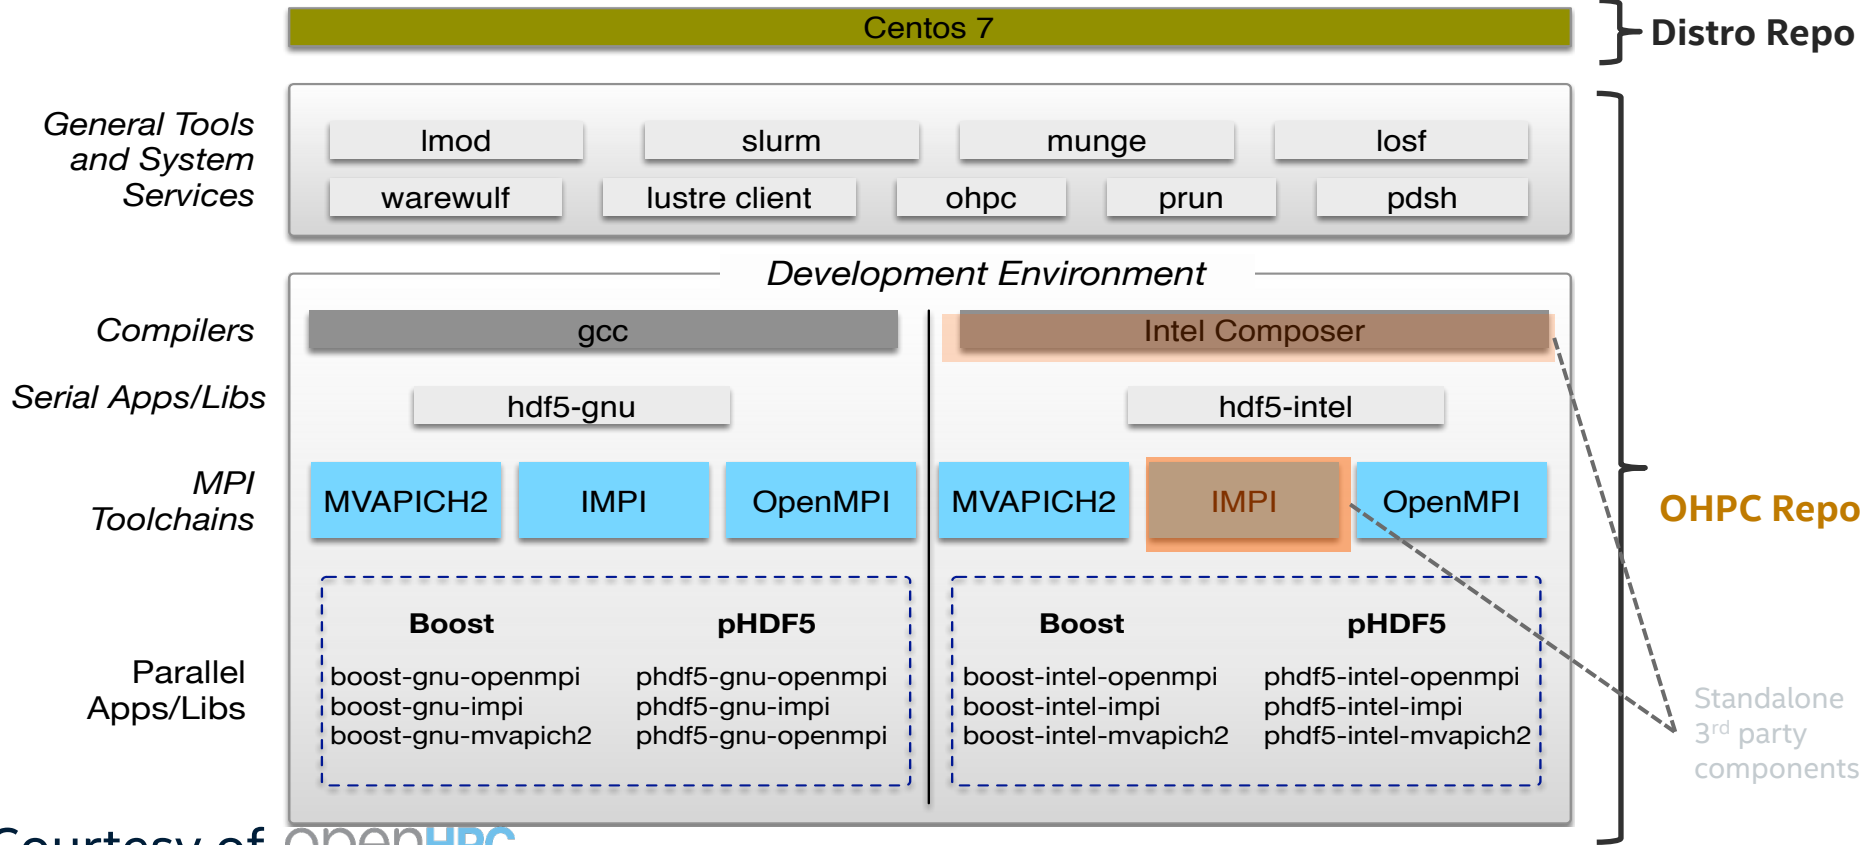 Centos 7
Distro Repo
General Tools
and System
Services
lmod
slurm
munge
losf
warewulf
lustre client
ohpc
prun
pdsh
Development Environment
Compilers
gcc
Intel Composer
Serial Apps/Libs
hdf5-gnu
hdf5-intel
MPI
Toolchains
MVAPICH2
IMPI
OpenMPI
MVAPICH2
IMPI
OpenMPI
OHPC Repo
Parallel
Apps/Libs
Boost
boost-gnu-openmpi
boost-gnu-impi
boost-gnu-mvapich2
pHDF5
phdf5-gnu-openmpi
phdf5-gnu-impi
phdf5-gnu-openmpi
Boost
boost-intel-openmpi
boost-intel-impi
boost-intel-mvapich2
pHDF5
phdf5-intel-openmpi
phdf5-intel-impi
phdf5-intel-mvapich2
Standalone
3rd party
components
Courtesy of openHPC